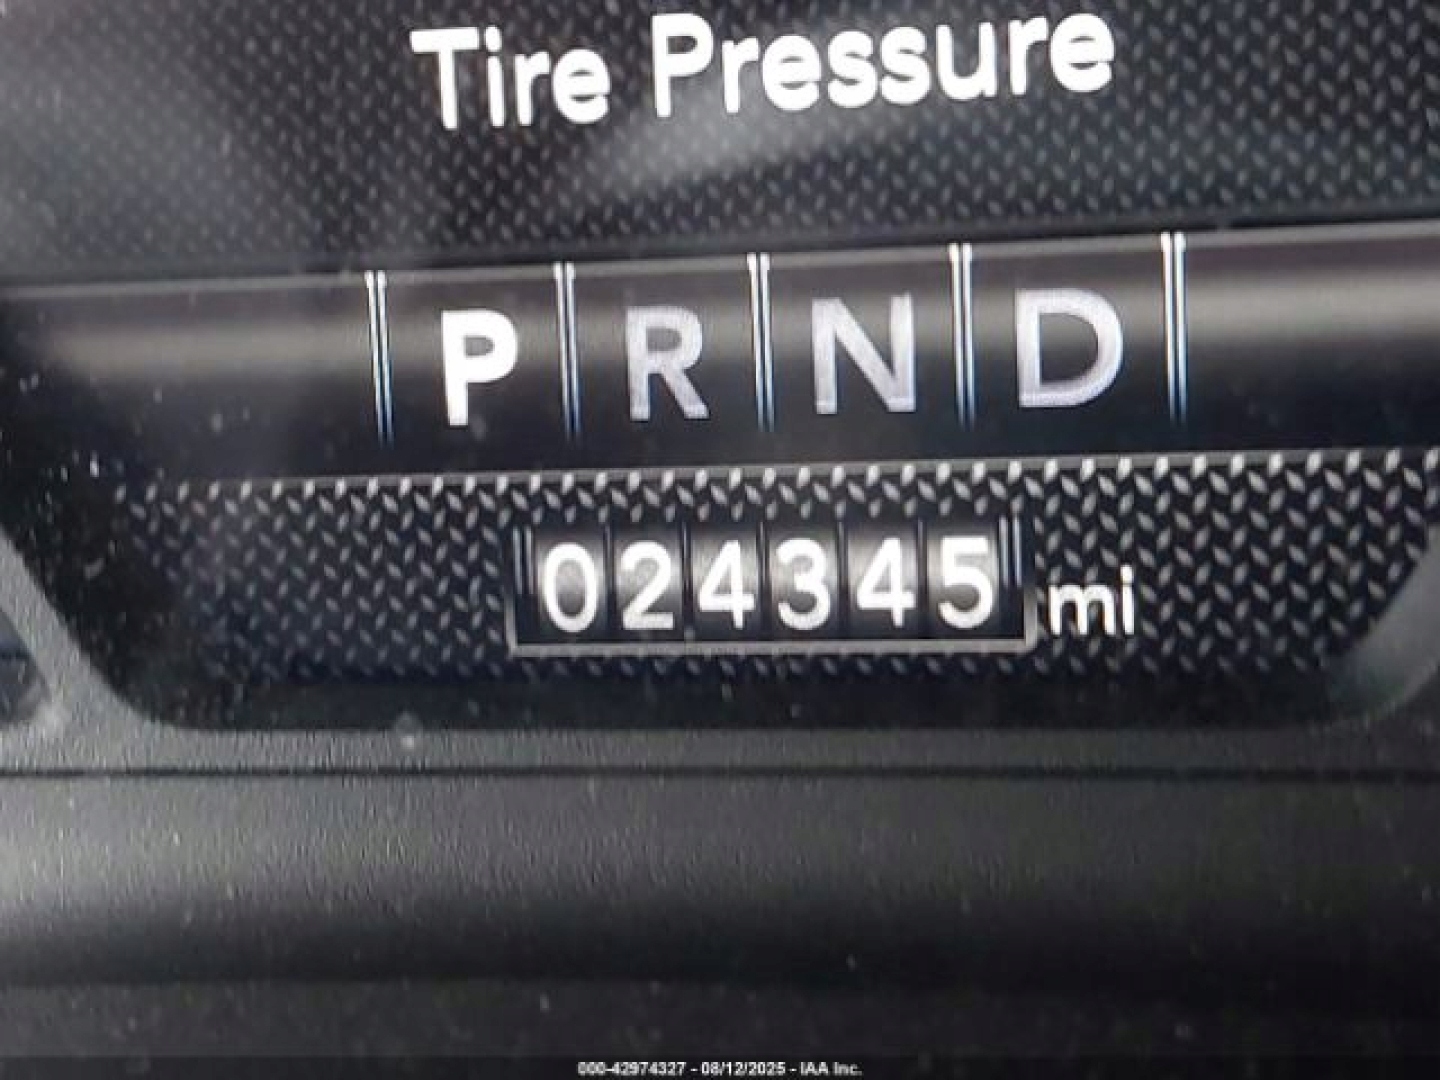 Tire Pressure
P R N D
024345 mi
000-42974327 - 08/12/2025 - IAA Inc.